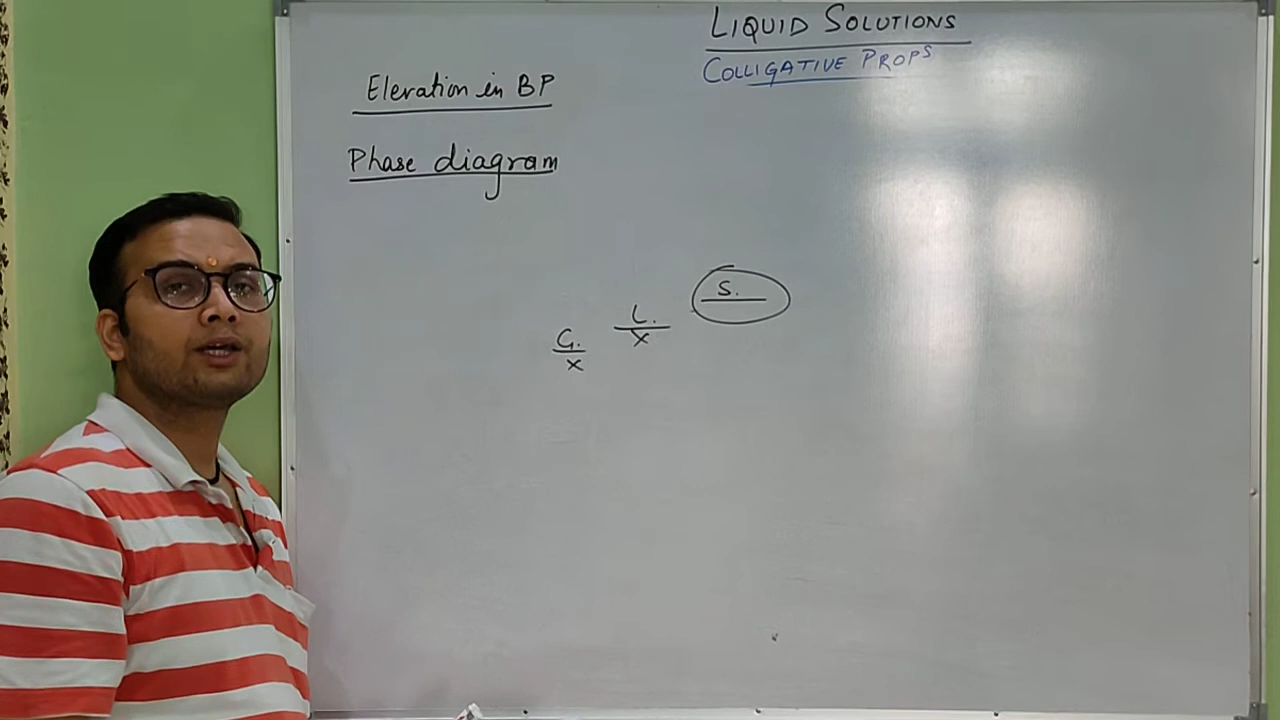 LIQUID SOLUTIONS
COLLIGATIVE PROPS
Elevation in BP
Phase diagram
S.
L.
x
G.
x